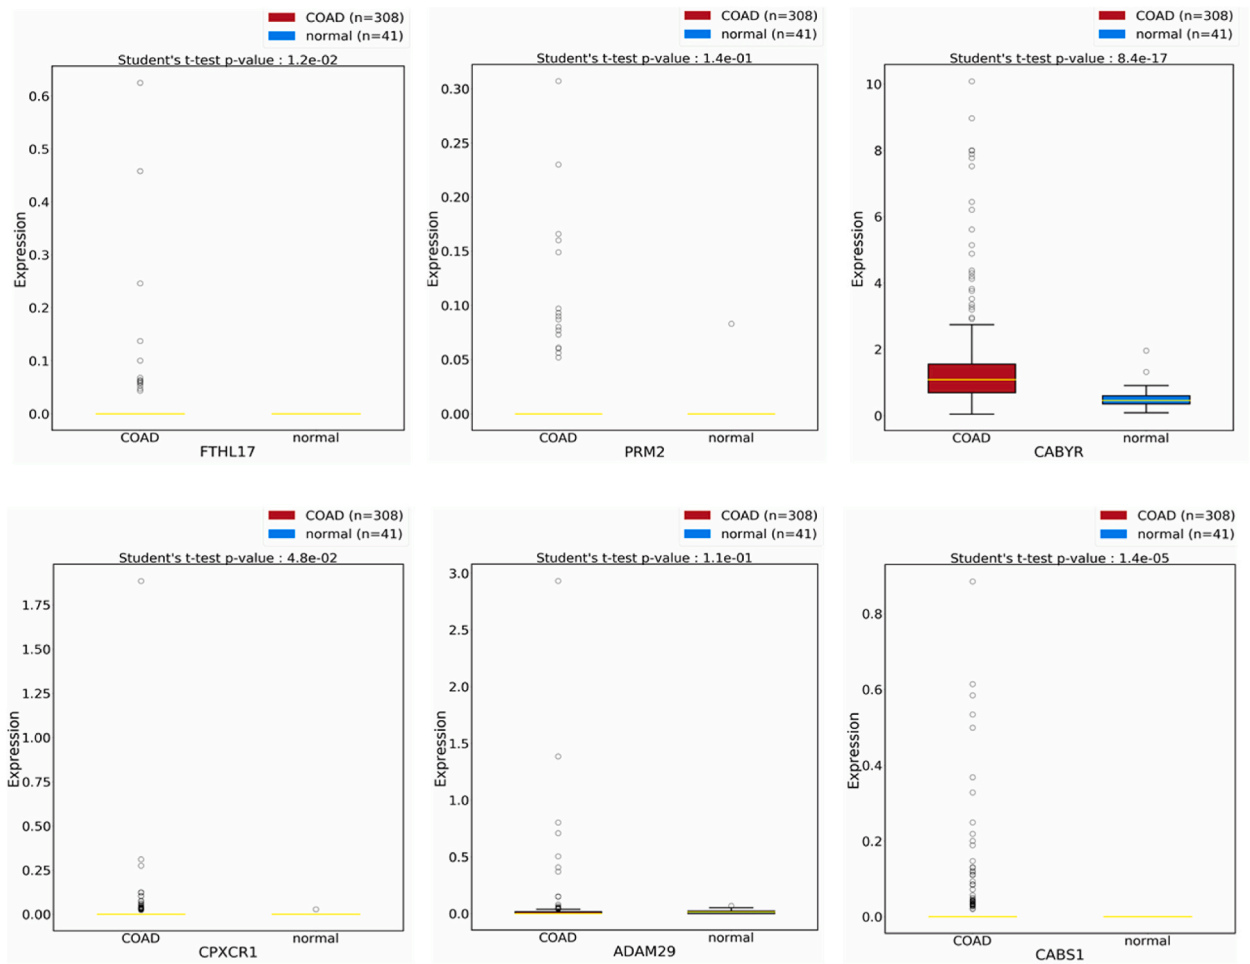 COAD (n=308)
normal (n=41)
Student's t-test p-value : 1.2e-02
Expression
0.6
0.5
0.4
0.3
0.2
0.1
0.0
COAD normal
FTHL17
COAD (n=308)
normal (n=41)
Student's t-test p-value : 1.4e-01
Expression
0.30
0.25
0.20
0.15
0.10
0.05
0.00
COAD normal
PRM2
COAD (n=308)
normal (n=41)
Student's t-test p-value : 8.4e-17
Expression
10
8
6
4
2
0
COAD normal
CABYR
COAD (n=308)
normal (n=41)
Student's t-test p-value : 4.8e-02
Expression
1.75
1.50
1.25
1.00
0.75
0.50
0.25
0.00
COAD normal
CPXCR1
COAD (n=308)
normal (n=41)
Student's t-test p-value : 1.1e-01
Expression
3.0
2.5
2.0
1.5
1.0
0.5
0.0
COAD normal
ADAM29
COAD (n=308)
normal (n=41)
Student's t-test p-value : 1.4e-05
Expression
0.8
0.6
0.4
0.2
0.0
COAD normal
CABS1